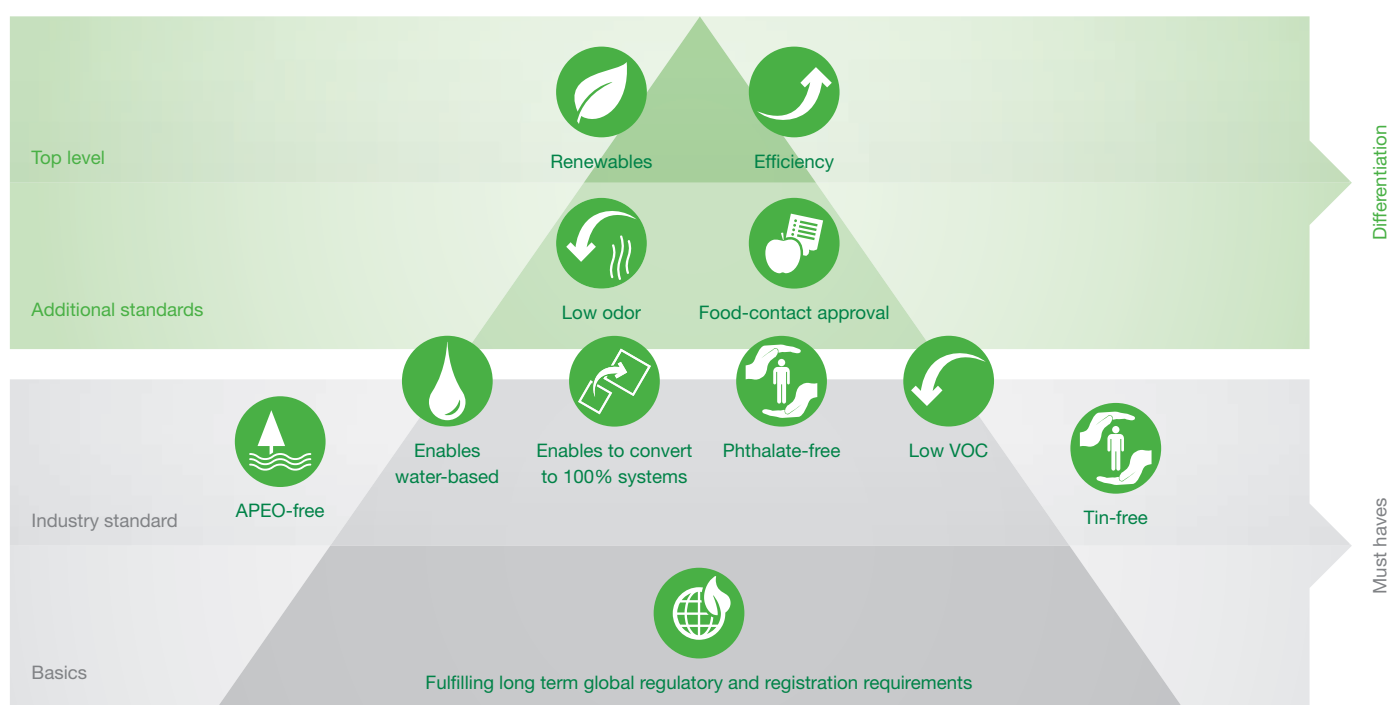 Renewables
Efficiency
Top level
Differentiation
Low odor
Food-contact approval
Additional standards
Enables
water-based
Enables to convert
to 100% systems
Phthalate-free
Low VOC
APEO-free
Tin-free
Industry standard
Must haves
Basics
Fulfilling long term global regulatory and registration requirements